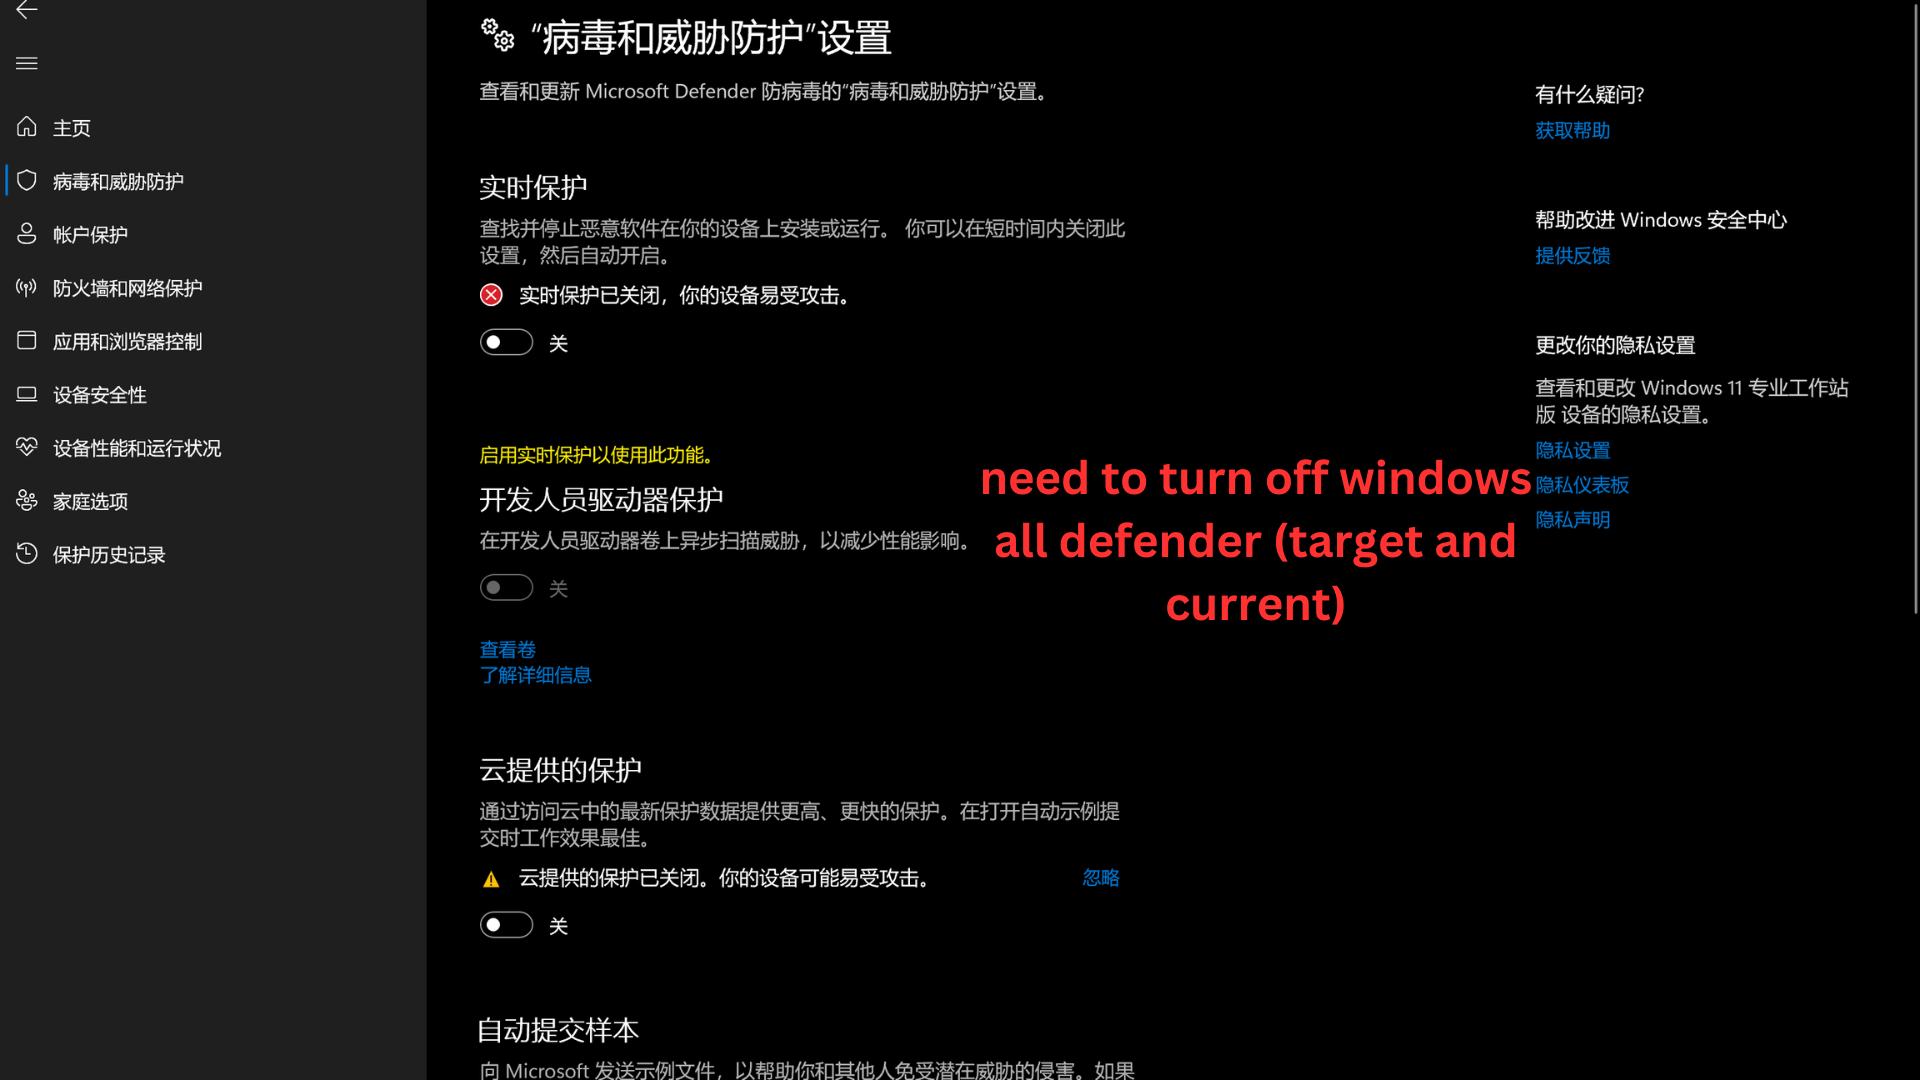 “病毒和威胁防护”设置
查看和更新 Microsoft Defender 防病毒的“病毒和威胁防护”设置。
主页
病毒和威胁防护
帐户保护
防火墙和网络保护
应用和浏览器控制
设备安全性
设备性能和运行状况
家庭选项
保护历史记录
实时保护
查找并停止恶意软件在你的设备上安装或运行。 你可以在短时间内关闭此
设置，然后自动开启。
实时保护已关闭，你的设备易受攻击。
关
启用实时保护以使用此功能。
开发人员驱动器保护
在开发人员驱动器卷上异步扫描威胁，以减少性能影响。
关
查看卷
了解详细信息
云提供的保护
通过访问云中的最新保护数据提供更高、更快的保护。在打开自动示例提
交时工作效果最佳。
云提供的保护已关闭。你的设备可能易受攻击。
忽略
关
自动提交样本
向 Microsoft 发送示例文件，以帮助你和其他人免受潜在威胁的侵害。如果
need to turn off windows
all defender (target and
current)
有什么疑问?
获取帮助
帮助改进 Windows 安全中心
提供反馈
更改你的隐私设置
查看和更改 Windows 11 专业工作站
版 设备的隐私设置。
隐私设置
隐私仪表板
隐私声明